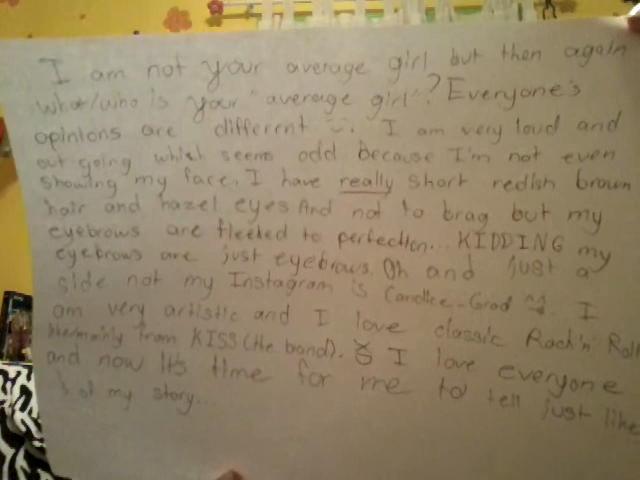 I am not your average girl but then again
what/who is your "average girl"? Everyone's
opinions are different :. I am very loud and
out going which seems odd because I'm not even
showing my face. I have really short redish brown
hair and hazel eyes And not to brag but my
eyebrows are fleeked to perfection... KIDDING my
eyebrows are just eyebrows. Oh and just a
side not my Instagram is Candice-Grod ^-^. I
am very artistic and I love classic Rock 'n' Roll
mainly from KISS (the band). I love everyone
and now It's time for me to tell just like
of my story...